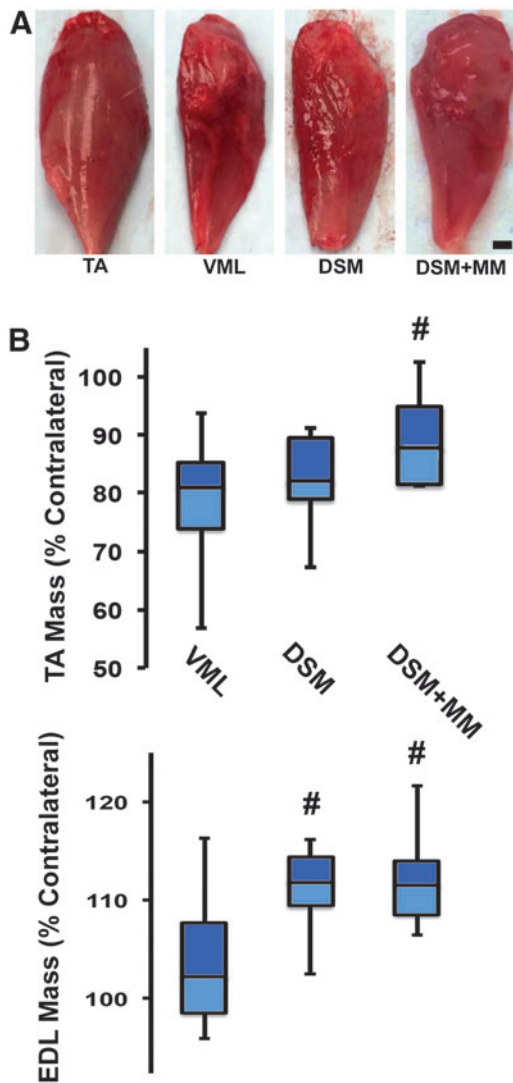 A
TA VML DSM DSM+MM
B
#
TA Mass (% Contralateral)
100
90
80
70
60
50
VML DSM DSM+MM
# #
EDL Mass (% Contralateral)
120
110
100